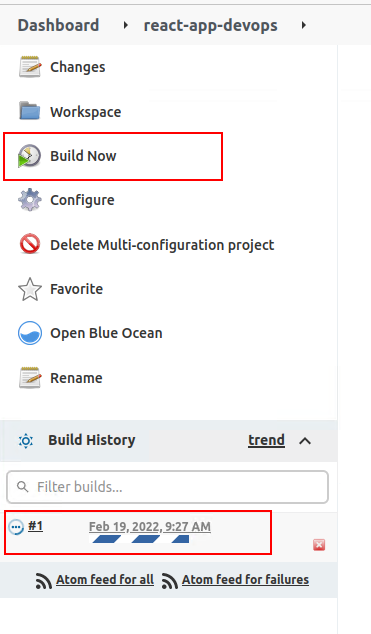 Dashboard react-app-devops
Changes
Workspace
Build Now
Configure
Delete Multi-configuration project
Favorite
Open Blue Ocean
Rename
Build History trend
Filter builds...
#1 Feb 19, 2022, 9:27 AM
Atom feed for all Atom feed for failures